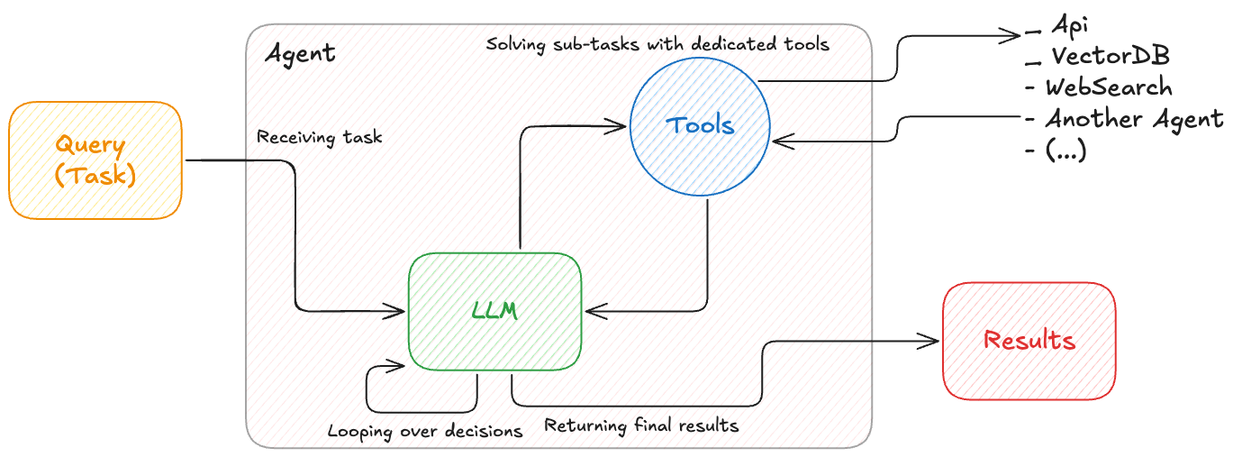 Agent
Solving sub-tasks with dedicated tools
_ Api
_ VectorDB
- WebSearch
- Another Agent
- (...)
Query
(Task)
Receiving task
Tools
LLM
Results
Looping over decisions
Returning final results